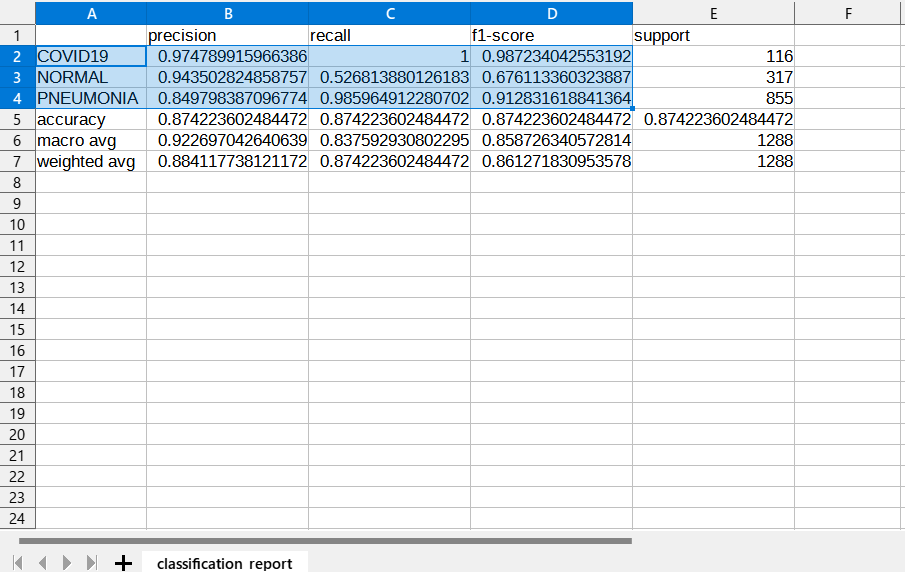 A B C D E F
1 precision recall f1-score support
2 COVID19 0.974789915966386 1 0.987234042553192 116
3 NORMAL 0.943502824858757 0.526813880126183 0.676113360323887 317
4 PNEUMONIA 0.849798387096774 0.985964912280702 0.912831618841364 855
5 accuracy 0.874223602484472 0.874223602484472 0.874223602484472 0.874223602484472
6 macro avg 0.922697042640639 0.837592930802295 0.858726340572814 1288
7 weighted avg 0.884117738121172 0.874223602484472 0.861271830953578 1288
8
9
10
11
12
13
14
15
16
17
18
19
20
21
22
23
24
classification_report